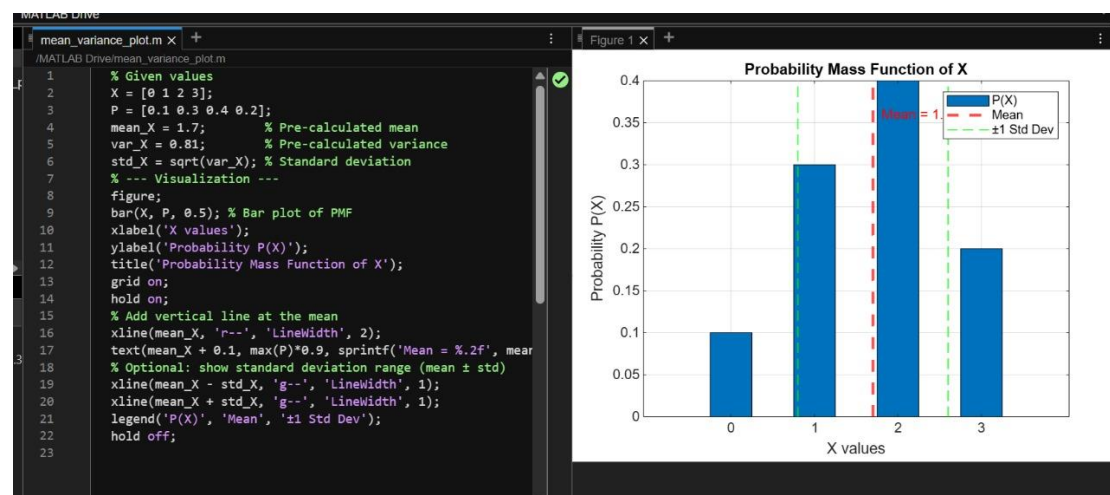 MATLAB Drive
mean_variance_plot.m × +
/MATLAB Drive/mean_variance_plot.m
1 % Given values
2 X = [0 1 2 3];
3 P = [0.1 0.3 0.4 0.2];
4 mean_X = 1.7; % Pre-calculated mean
5 var_X = 0.81; % Pre-calculated variance
6 std_X = sqrt(var_X); % Standard deviation
7 % --- Visualization ---
8 figure;
9 bar(X, P, 0.5); % Bar plot of PMF
10 xlabel('X values');
11 ylabel('Probability P(X)');
12 title('Probability Mass Function of X');
13 grid on;
14 hold on;
15 % Add vertical line at the mean
16 xline(mean_X, 'r--', 'LineWidth', 2);
17 text(mean_X + 0.1, max(P)*0.9, sprintf('Mean = %.2f', mear
18 % Optional: show standard deviation range (mean ± std)
19 xline(mean_X - std_X, 'g--', 'LineWidth', 1);
20 xline(mean_X + std_X, 'g--', 'LineWidth', 1);
21 legend('P(X)', 'Mean', '±1 Std Dev');
22 hold off;
23
Figure 1 × +
Probability Mass Function of X
P(X)
Mean
±1 Std Dev
Mean = 1.
0.4
0.35
0.3
0.25
0.2
0.15
0.1
0.05
0
Probability P(X)
0 1 2 3
X values